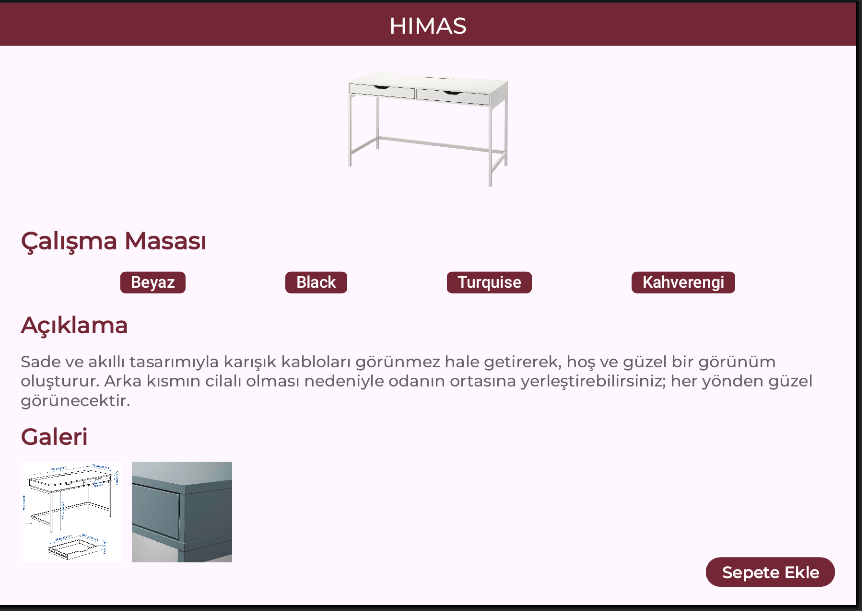 HIMAS
Çalışma Masası
Beyaz
Black
Turquise
Kahverengi
Açıklama
Sade ve akıllı tasarımıyla karışık kabloları görünmez hale getirerek, hoş ve güzel bir görünüm
oluşturur. Arka kısmın cilalı olması nedeniyle odanın ortasına yerleştirebilirsiniz; her yönden güzel
görünecektir.
Galeri
Sepete Ekle